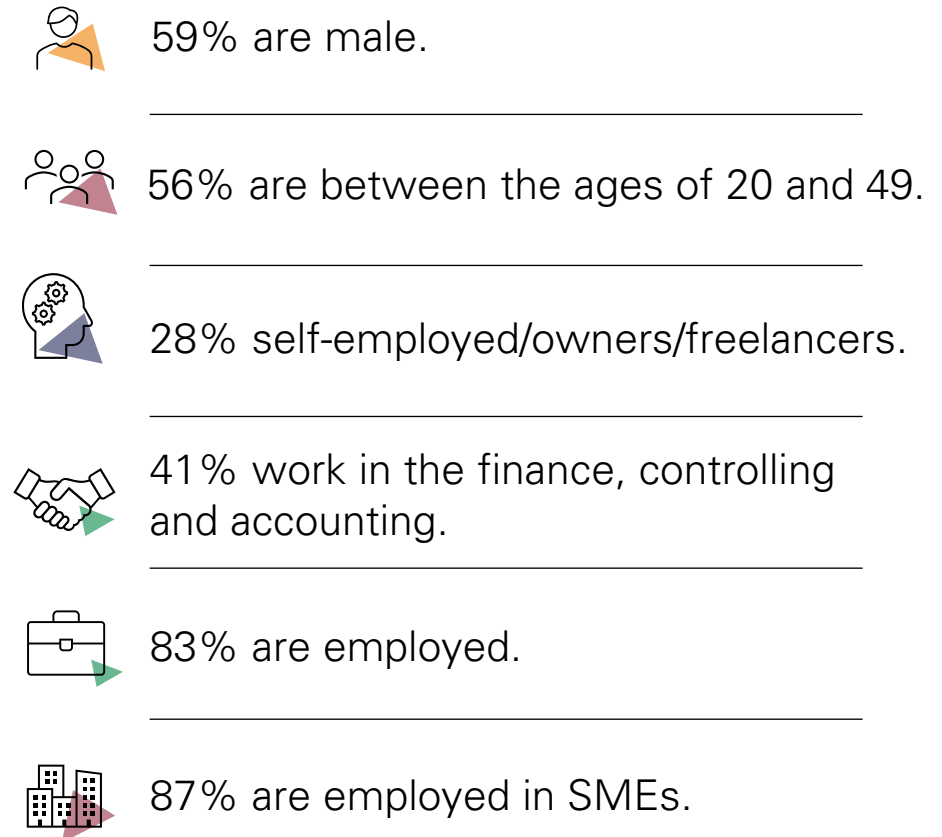 59% are male.
56% are between the ages of 20 and 49.
28% self-employed/owners/freelancers.
41% work in the finance, controlling
and accounting.
83% are employed.
87% are employed in SMEs.